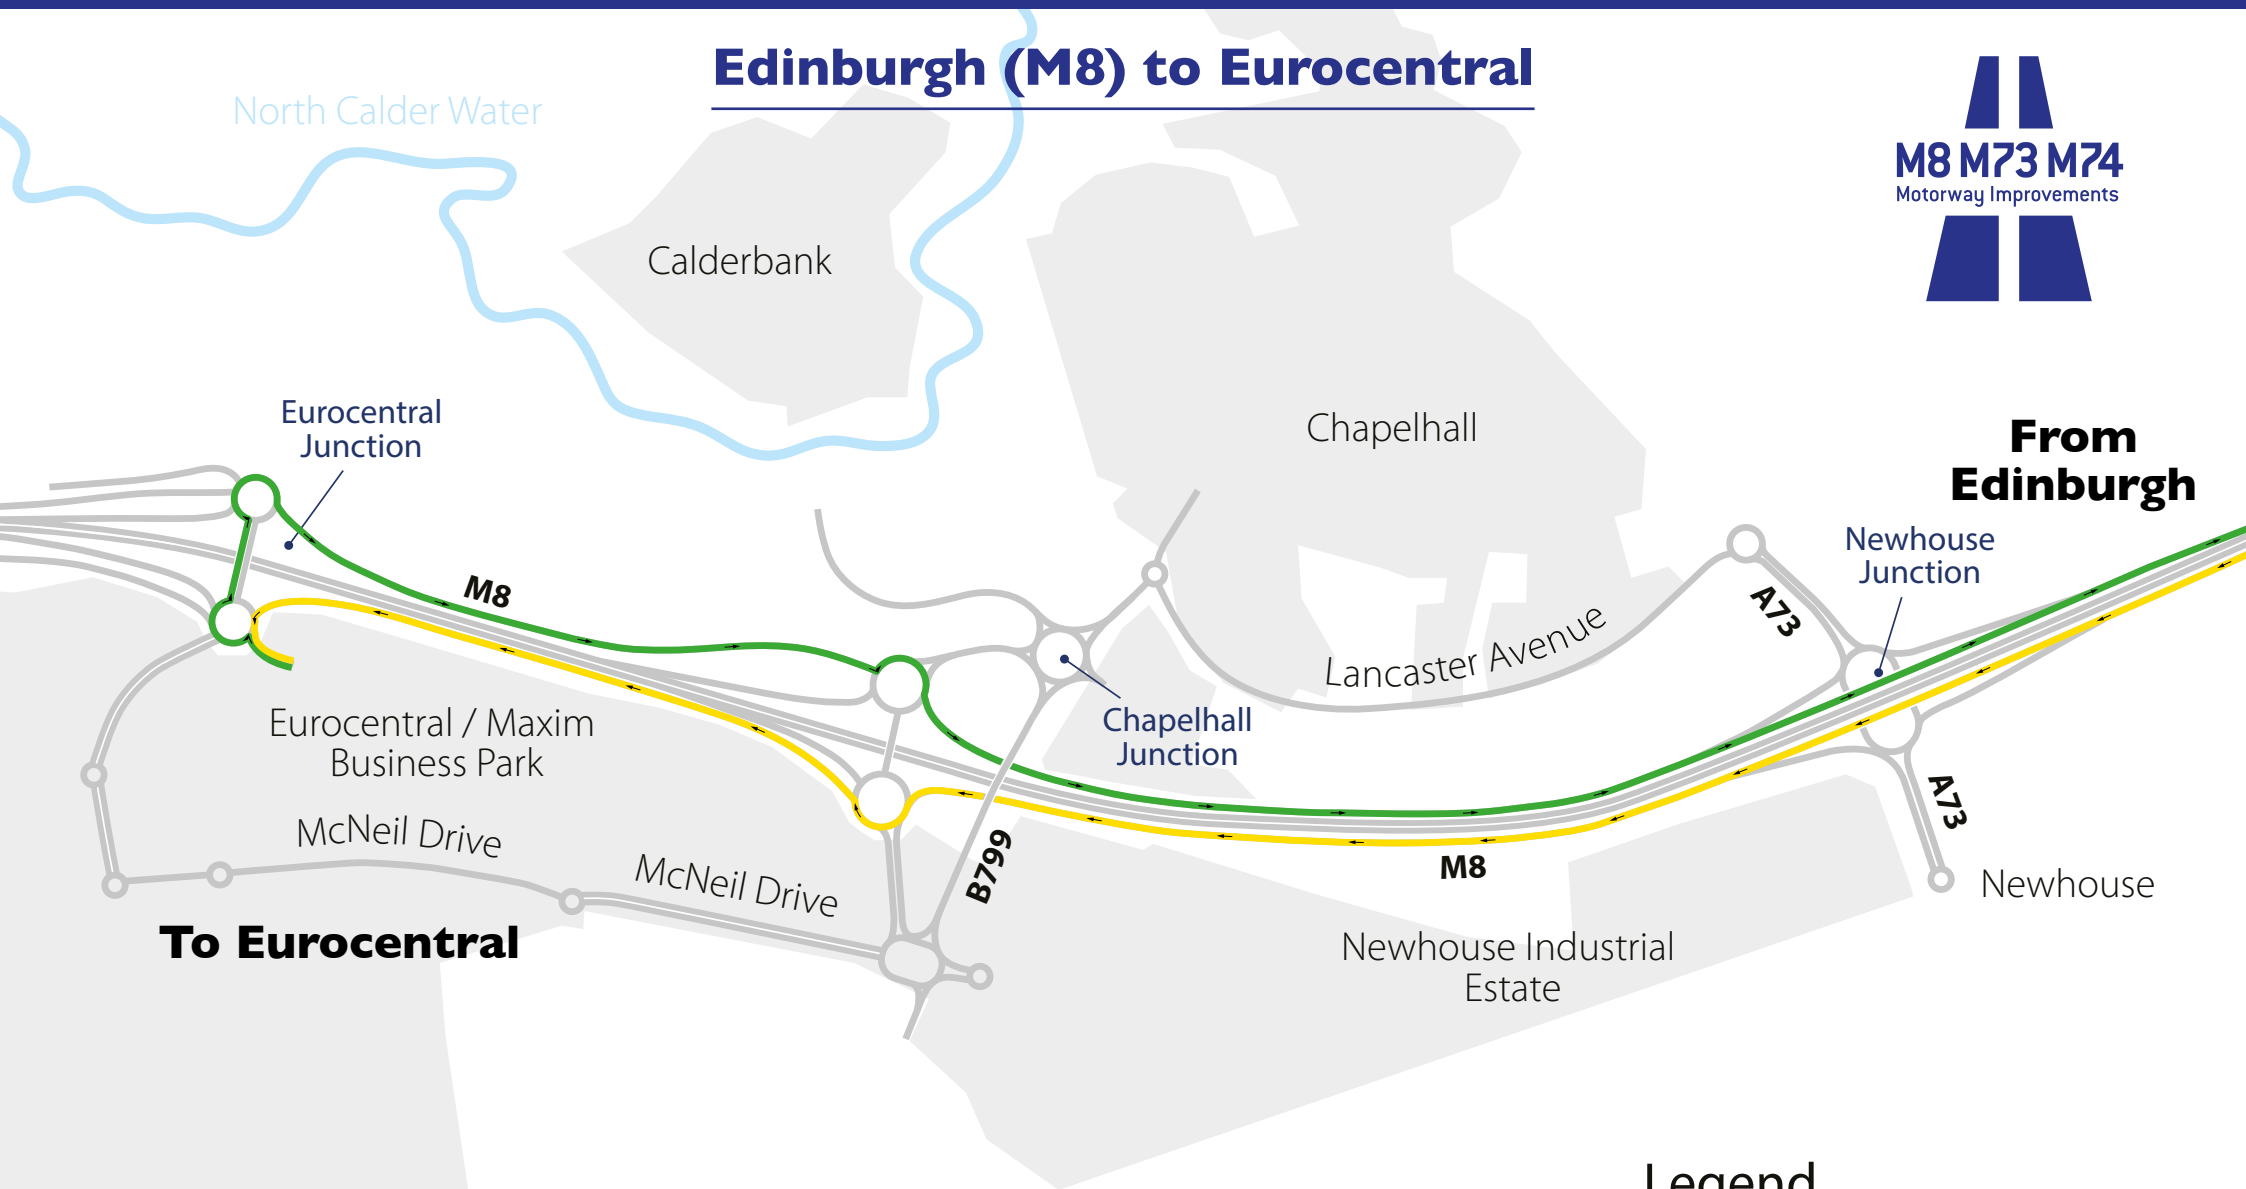 Edinburgh (M8) to Eurocentral
North Calder Water
M8 M73 M74
Motorway Improvements
Calderbank
Eurocentral
Junction
Chapelhall
From
Edinburgh
Newhouse
Junction
M8
A73
Lancaster Avenue
Eurocentral / Maxim
Business Park
Chapelhall
Junction
A73
McNeil Drive
McNeil Drive
B799
M8
Newhouse
To Eurocentral
Newhouse Industrial
Estate
Legend